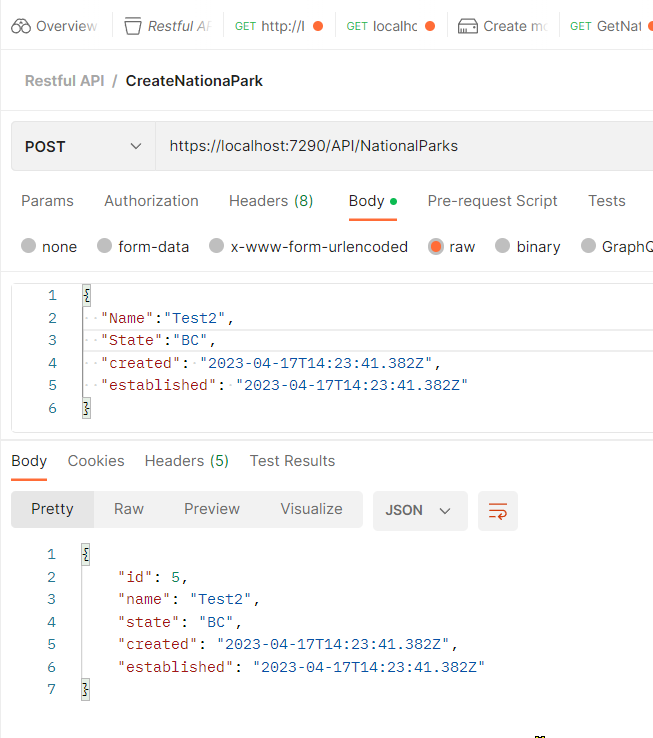 Overview Restful AP GET http://l GET localhc Create mo GET GetNat
Restful API / CreateNationaPark
POST https://localhost:7290/API/NationalParks
Params Authorization Headers (8) Body Pre-request Script Tests
none form-data x-www-form-urlencoded raw binary GraphQ
1 {
2 "Name":"Test2",
3 "State":"BC",
4 "created": "2023-04-17T14:23:41.382Z",
5 "established": "2023-04-17T14:23:41.382Z"
6 }
Body Cookies Headers (5) Test Results
Pretty Raw Preview Visualize JSON
1 {
2 "id": 5,
3 "name": "Test2",
4 "state": "BC",
5 "created": "2023-04-17T14:23:41.382Z",
6 "established": "2023-04-17T14:23:41.382Z"
7 }